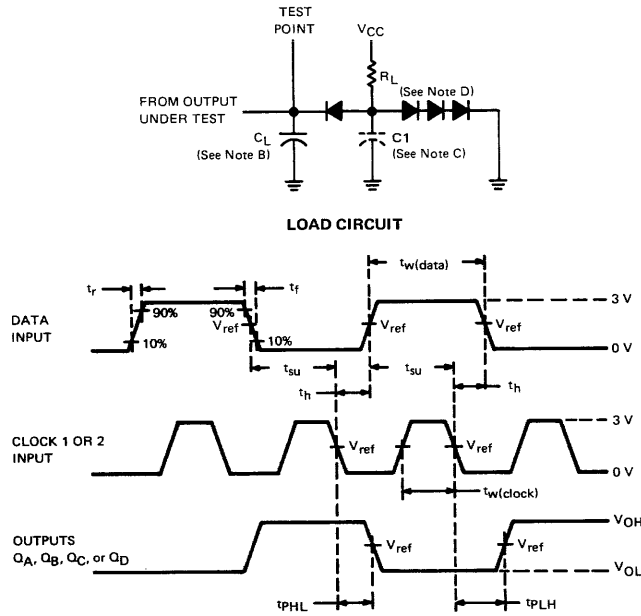 TEST
POINT
VCC
RL
(See Note D)
FROM OUTPUT
UNDER TEST
CL
(See Note B)
C1
(See Note C)
LOAD CIRCUIT
tw(data)
tr
tf
90%
90%
3 V
DATA
INPUT
Vref
Vref
Vref
10%
10%
0 V
tsu
tsu
th
th
3 V
CLOCK 1 OR 2
INPUT
Vref
Vref
0 V
tw(clock)
VOH
OUTPUTS
QA, QB, QC, or QD
Vref
Vref
VOL
tPHL
tPLH